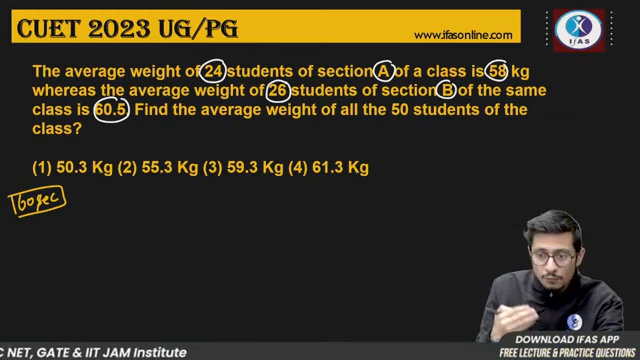 CUET 2023 UG/PG
www.ifasonline.com
iFAS
The average weight of 24 students of section A of a class is 58 kg
whereas the average weight of 26 students of section B of the same
class is 60.5. Find the average weight of all the 50 students of the
class?
(1) 50.3 Kg (2) 55.3 Kg (3) 59.3 Kg (4) 61.3 Kg
60 sec
C NET, GATE & IIT JAM Institute
DOWNLOAD IFAS APP
FREE LECTURE & PRACTICE QUESTIONS